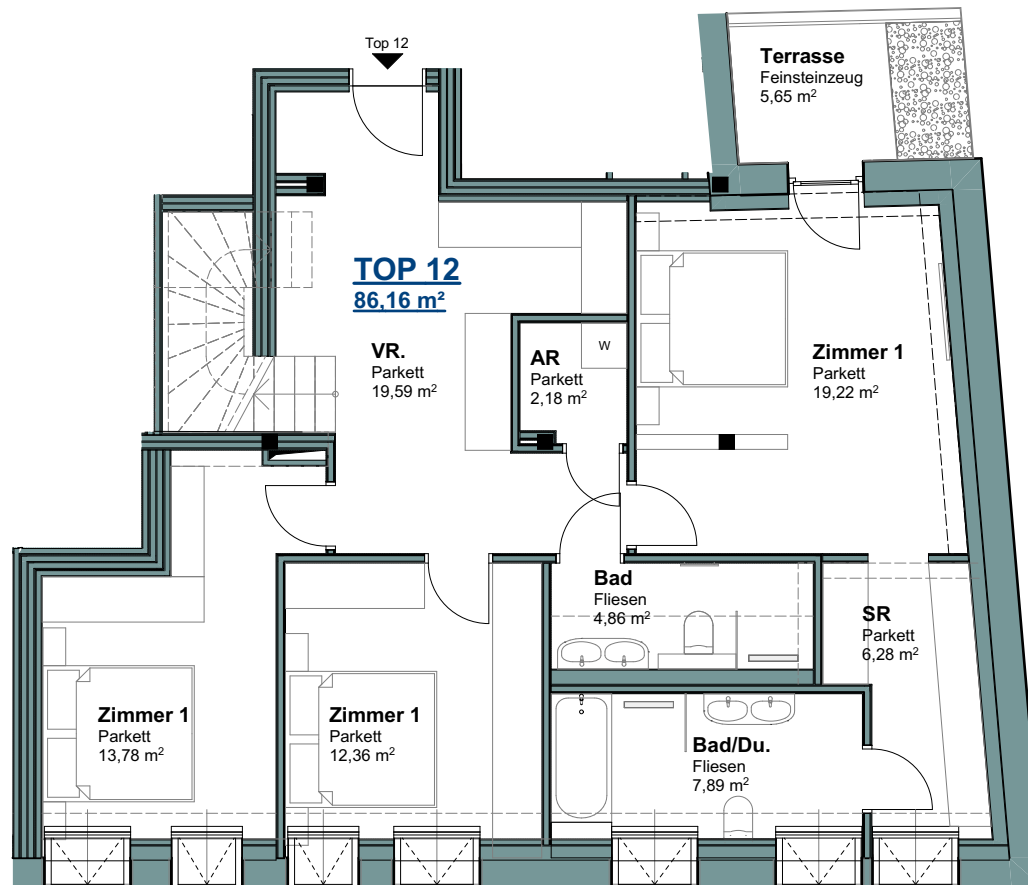 Top 12
Terrasse
Feinsteinzeug
5,65 m²
TOP 12
86,16 m²
VR.
Parkett
19,59 m²
AR
Parkett
2,18 m²
W
Zimmer 1
Parkett
19,22 m²
Bad
Fliesen
4,86 m²
SR
Parkett
6,28 m²
Zimmer 1
Parkett
13,78 m²
Zimmer 1
Parkett
12,36 m²
Bad/Du.
Fliesen
7,89 m²